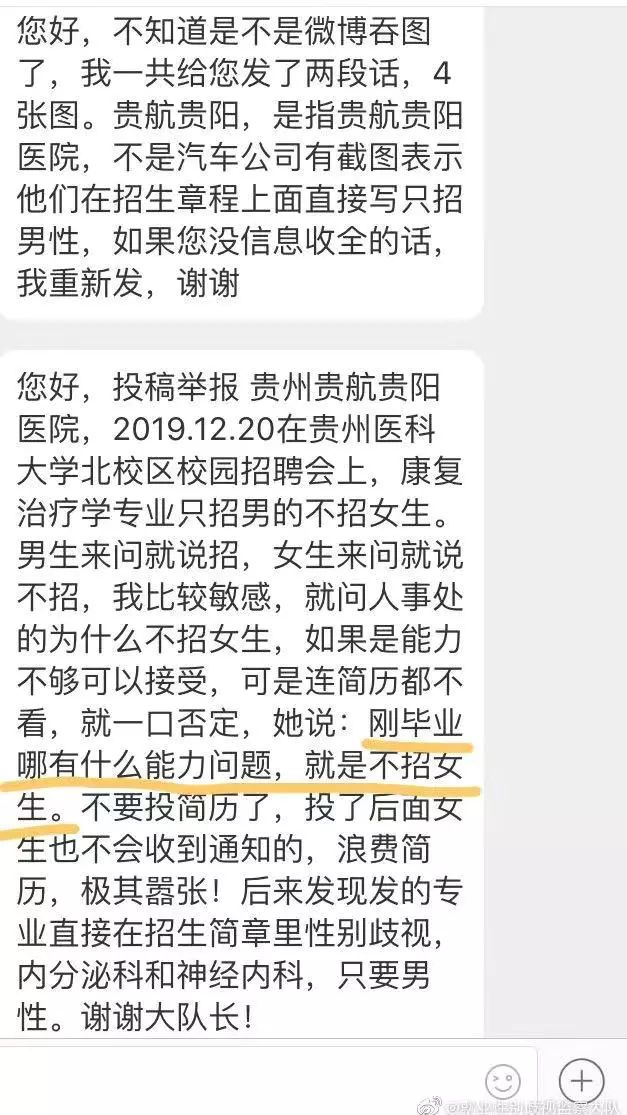 您好，不知道是不是微博吞图
了，我一共给您发了两段话，4
张图。贵航贵阳，是指贵航贵阳
医院，不是汽车公司有截图表示
他们在招生章程上面直接写只招
男性，如果您没信息收全的话，
我重新发，谢谢
您好，投稿举报 贵州贵航贵阳
医院，2019.12.20在贵州医科
大学北校区校园招聘会上，康复
治疗学专业只招男的不招女生。
男生来问就说招，女生来问就说
不招，我比较敏感，就问人事处
的为什么不招女生，如果是能力
不够可以接受，可是连简历都不
看，就一口否定，她说：刚毕业
哪有什么能力问题，就是不招女
生。不要投简历了，投了后面女
生也不会收到通知的，浪费简
历，极其嚣张！后来发现发的专
业直接在招生简章里性别歧视，
内分泌科和神经内科，只要男
性。谢谢大队长！
@就业性别歧视监察大队